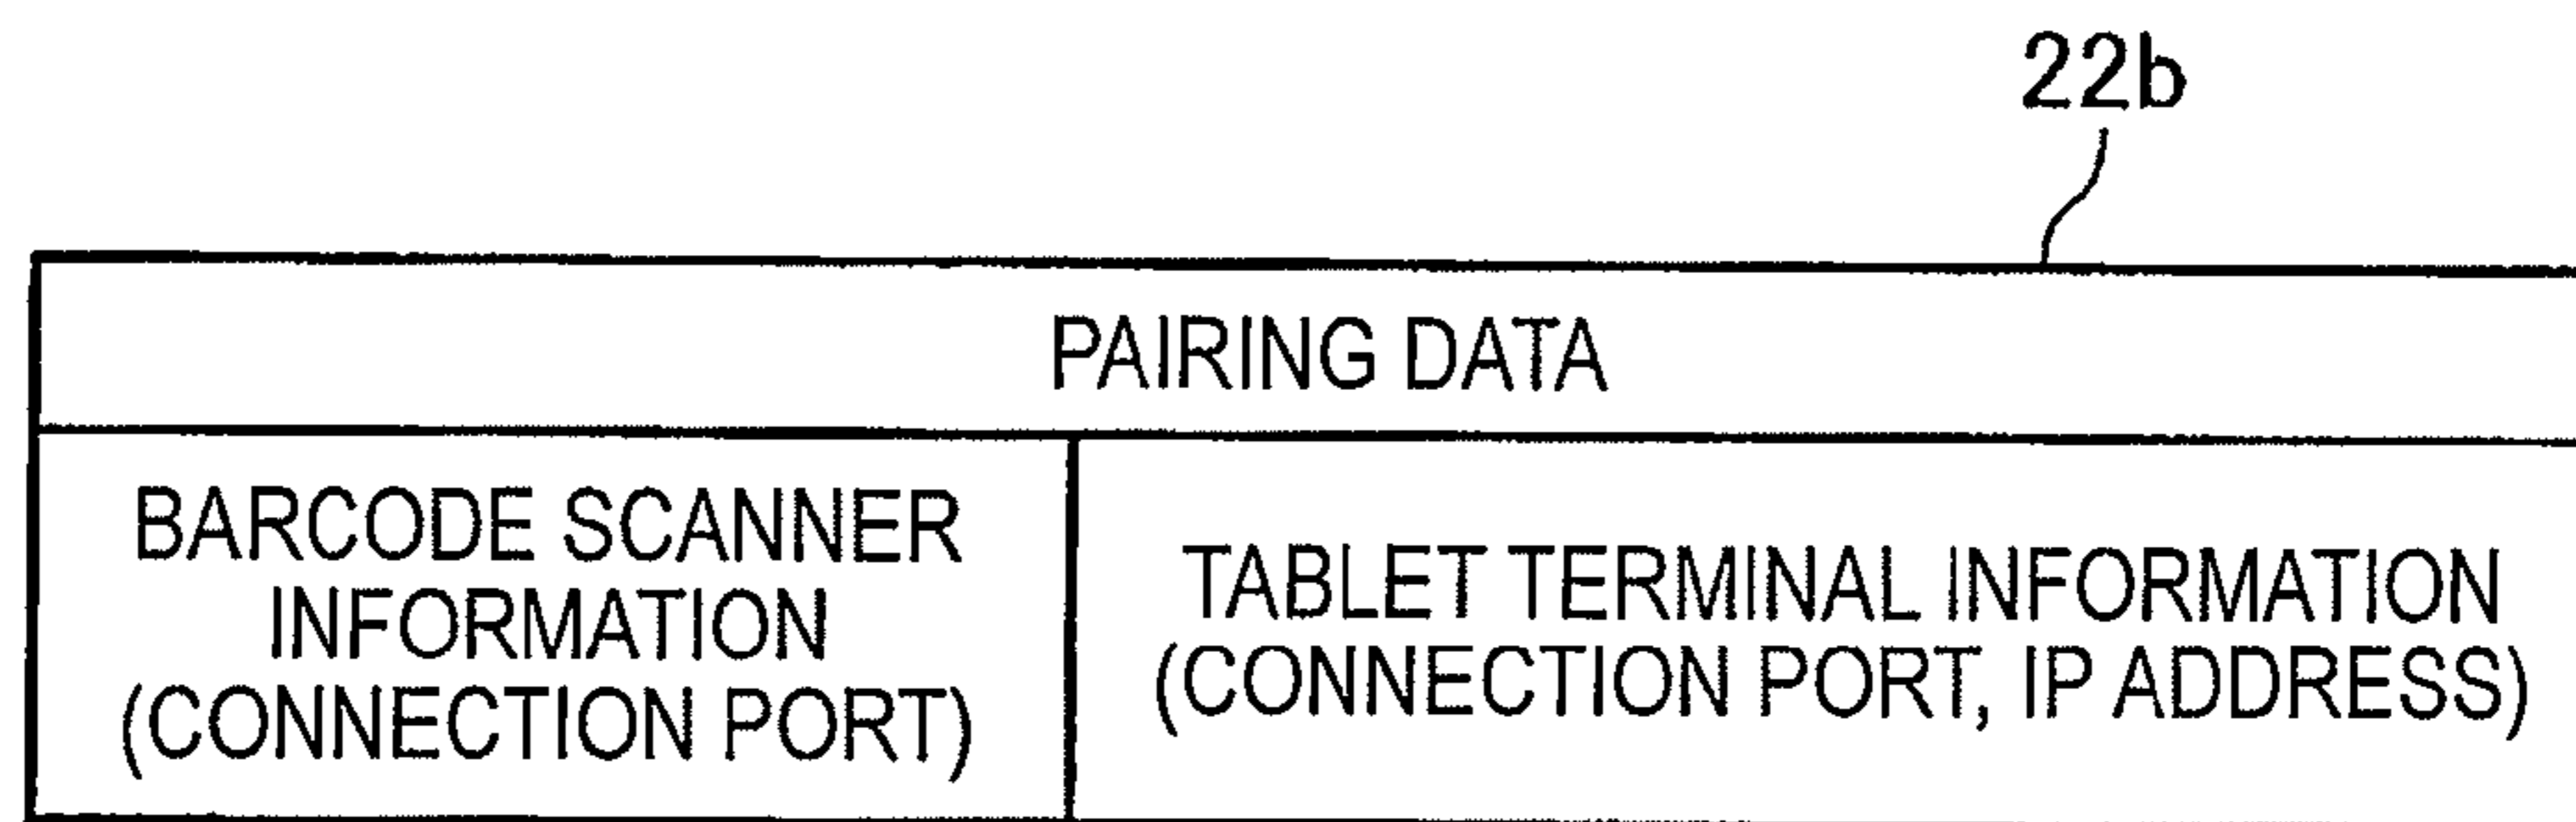 22b
PAIRING DATA
BARCODE SCANNER
INFORMATION
(CONNECTION PORT)
TABLET TERMINAL INFORMATION
(CONNECTION PORT, IP ADDRESS)